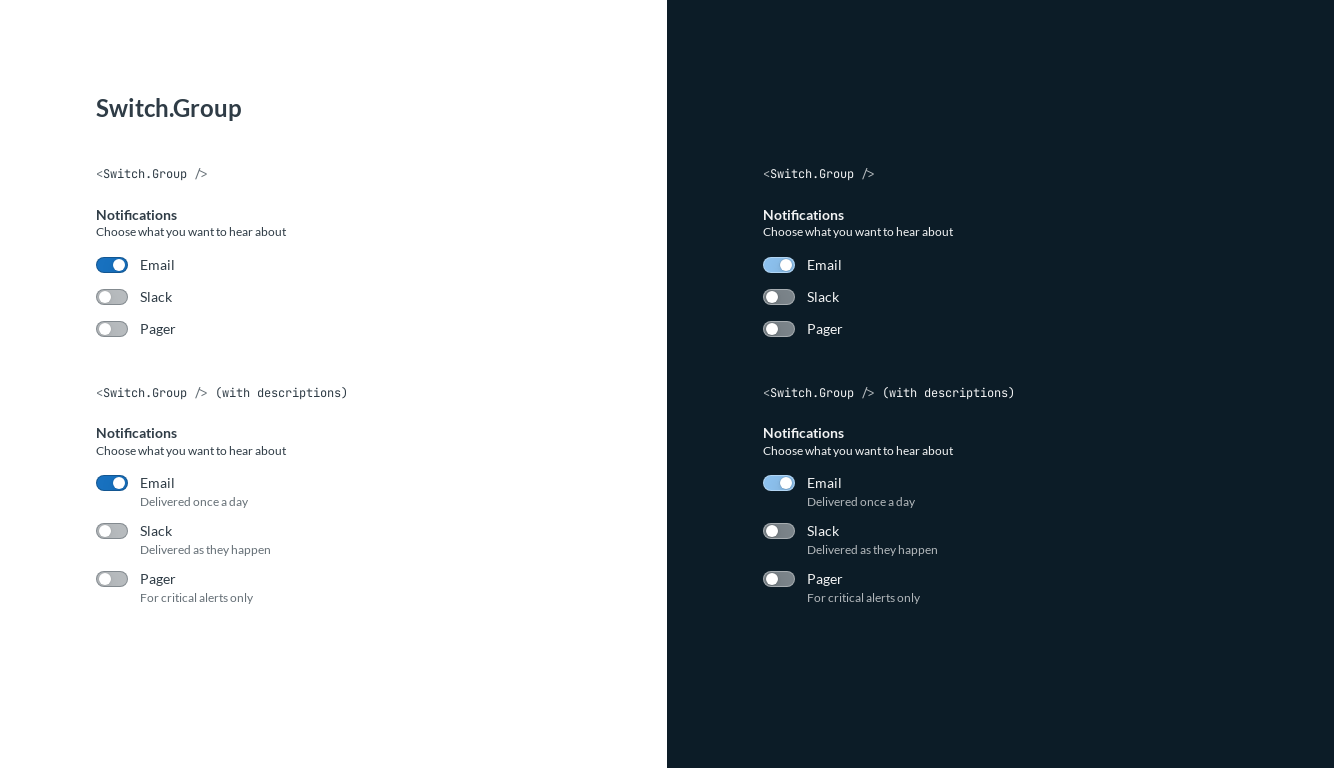 Switch.Group
<Switch.Group />
Notifications
Choose what you want to hear about
Email
Slack
Pager
<Switch.Group /> (with descriptions)
Notifications
Choose what you want to hear about
Email
Delivered once a day
Slack
Delivered as they happen
Pager
For critical alerts only
<Switch.Group />
Notifications
Choose what you want to hear about
Email
Slack
Pager
<Switch.Group /> (with descriptions)
Notifications
Choose what you want to hear about
Email
Delivered once a day
Slack
Delivered as they happen
Pager
For critical alerts only